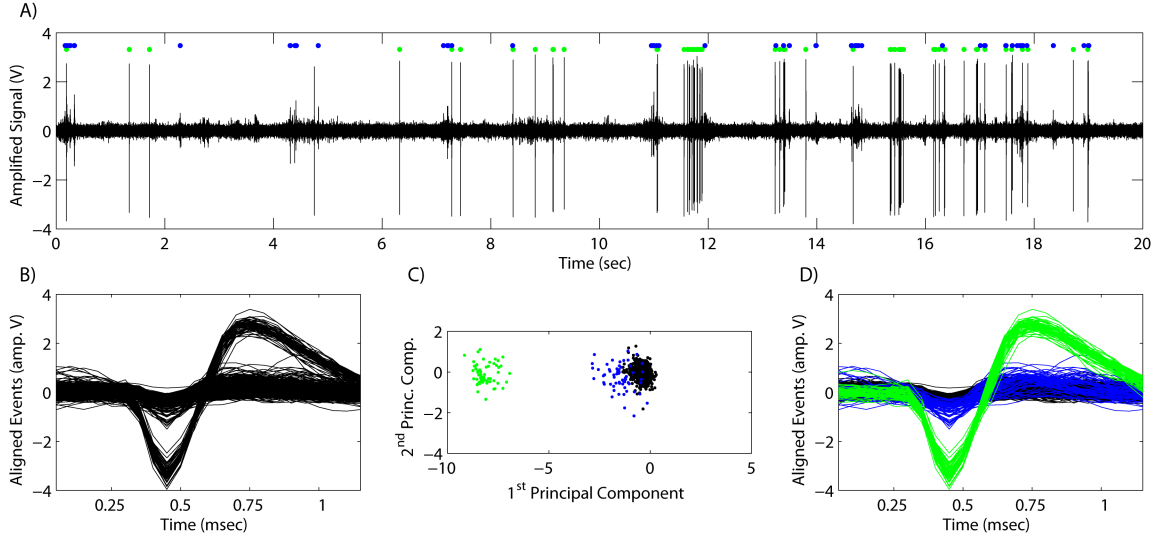 A)
Amplified Signal (V)
4
2
0
−2
−4
0 2 4 6 8 10 12 14 16 18 20
Time (sec)
B)
Aligned Events (amp. V)
4
2
0
−2
−4
0.25 0.5 0.75 1
Time (msec)
C)
2nd Princ. Comp.
2
0
−2
−4
−10 −5 0 5
1st Principal Component
D)
Aligned Events (amp. V)
4
2
0
−2
−4
0.25 0.5 0.75 1
Time (msec)